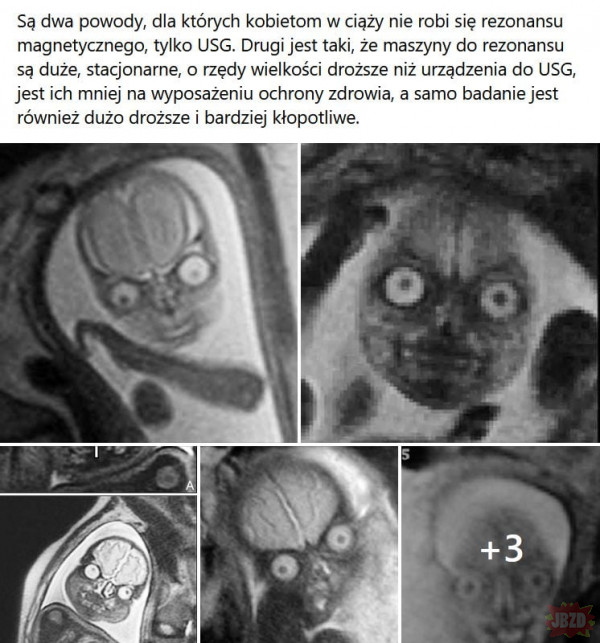 Są dwa powody, dla których kobietom w ciąży nie robi się rezonansu
magnetycznego, tylko USG. Drugi jest taki, że maszyny do rezonansu
są duże, stacjonarne, o rzędy wielkości droższe niż urządzenia do USG,
jest ich mniej na wyposażeniu ochrony zdrowia, a samo badanie jest
również dużo droższe i bardziej kłopotliwe.
A
S
+3
JBZD